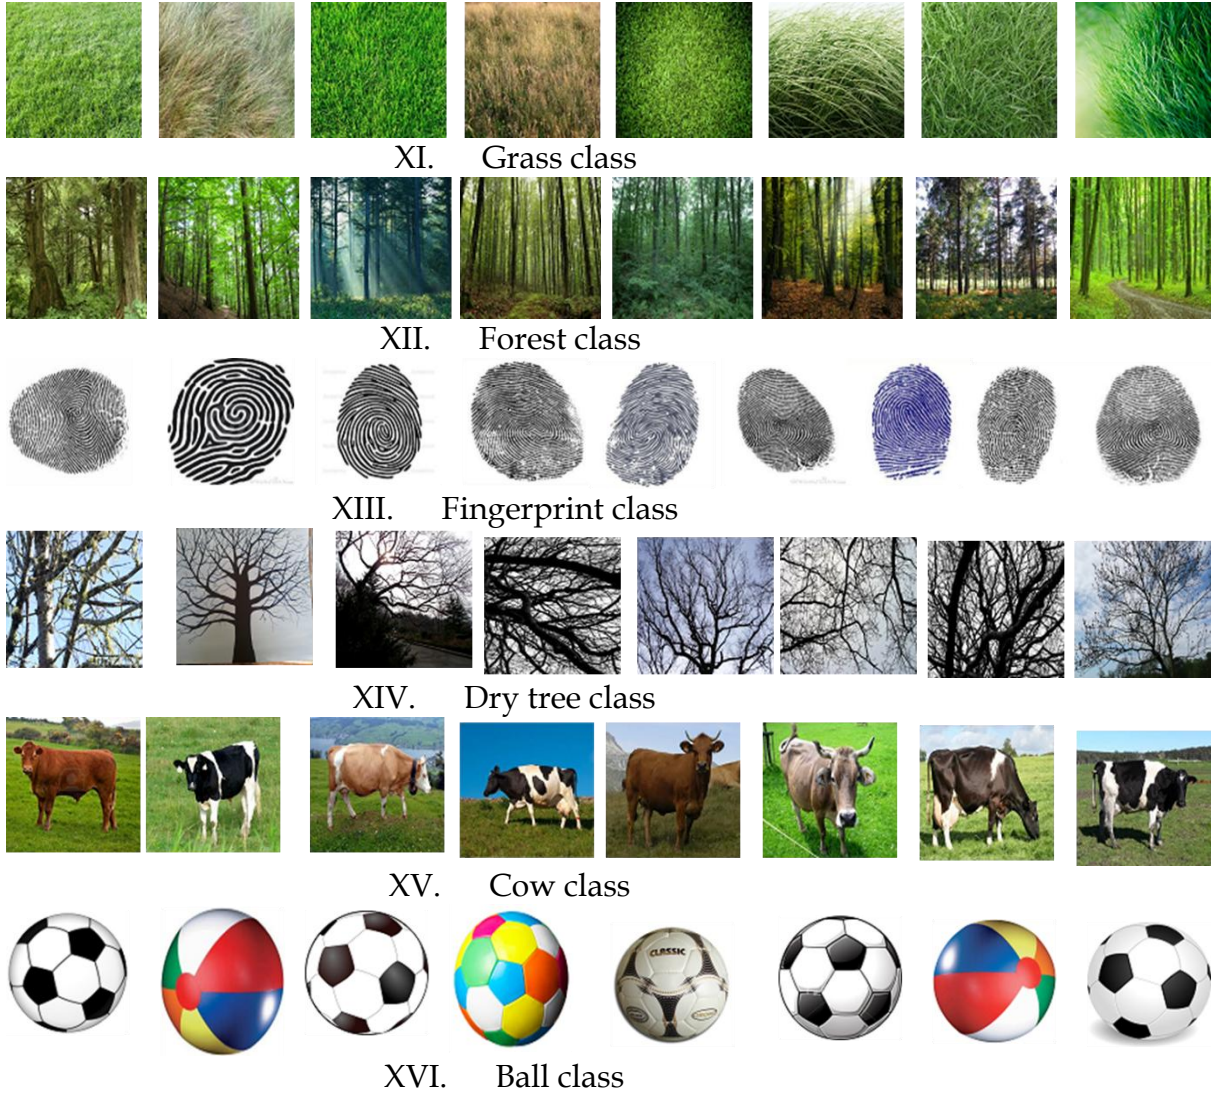 XI. Grass class
XII. Forest class
XIII. Fingerprint class
XIV. Dry tree class
XV. Cow class
CLASSIC
XVI. Ball class